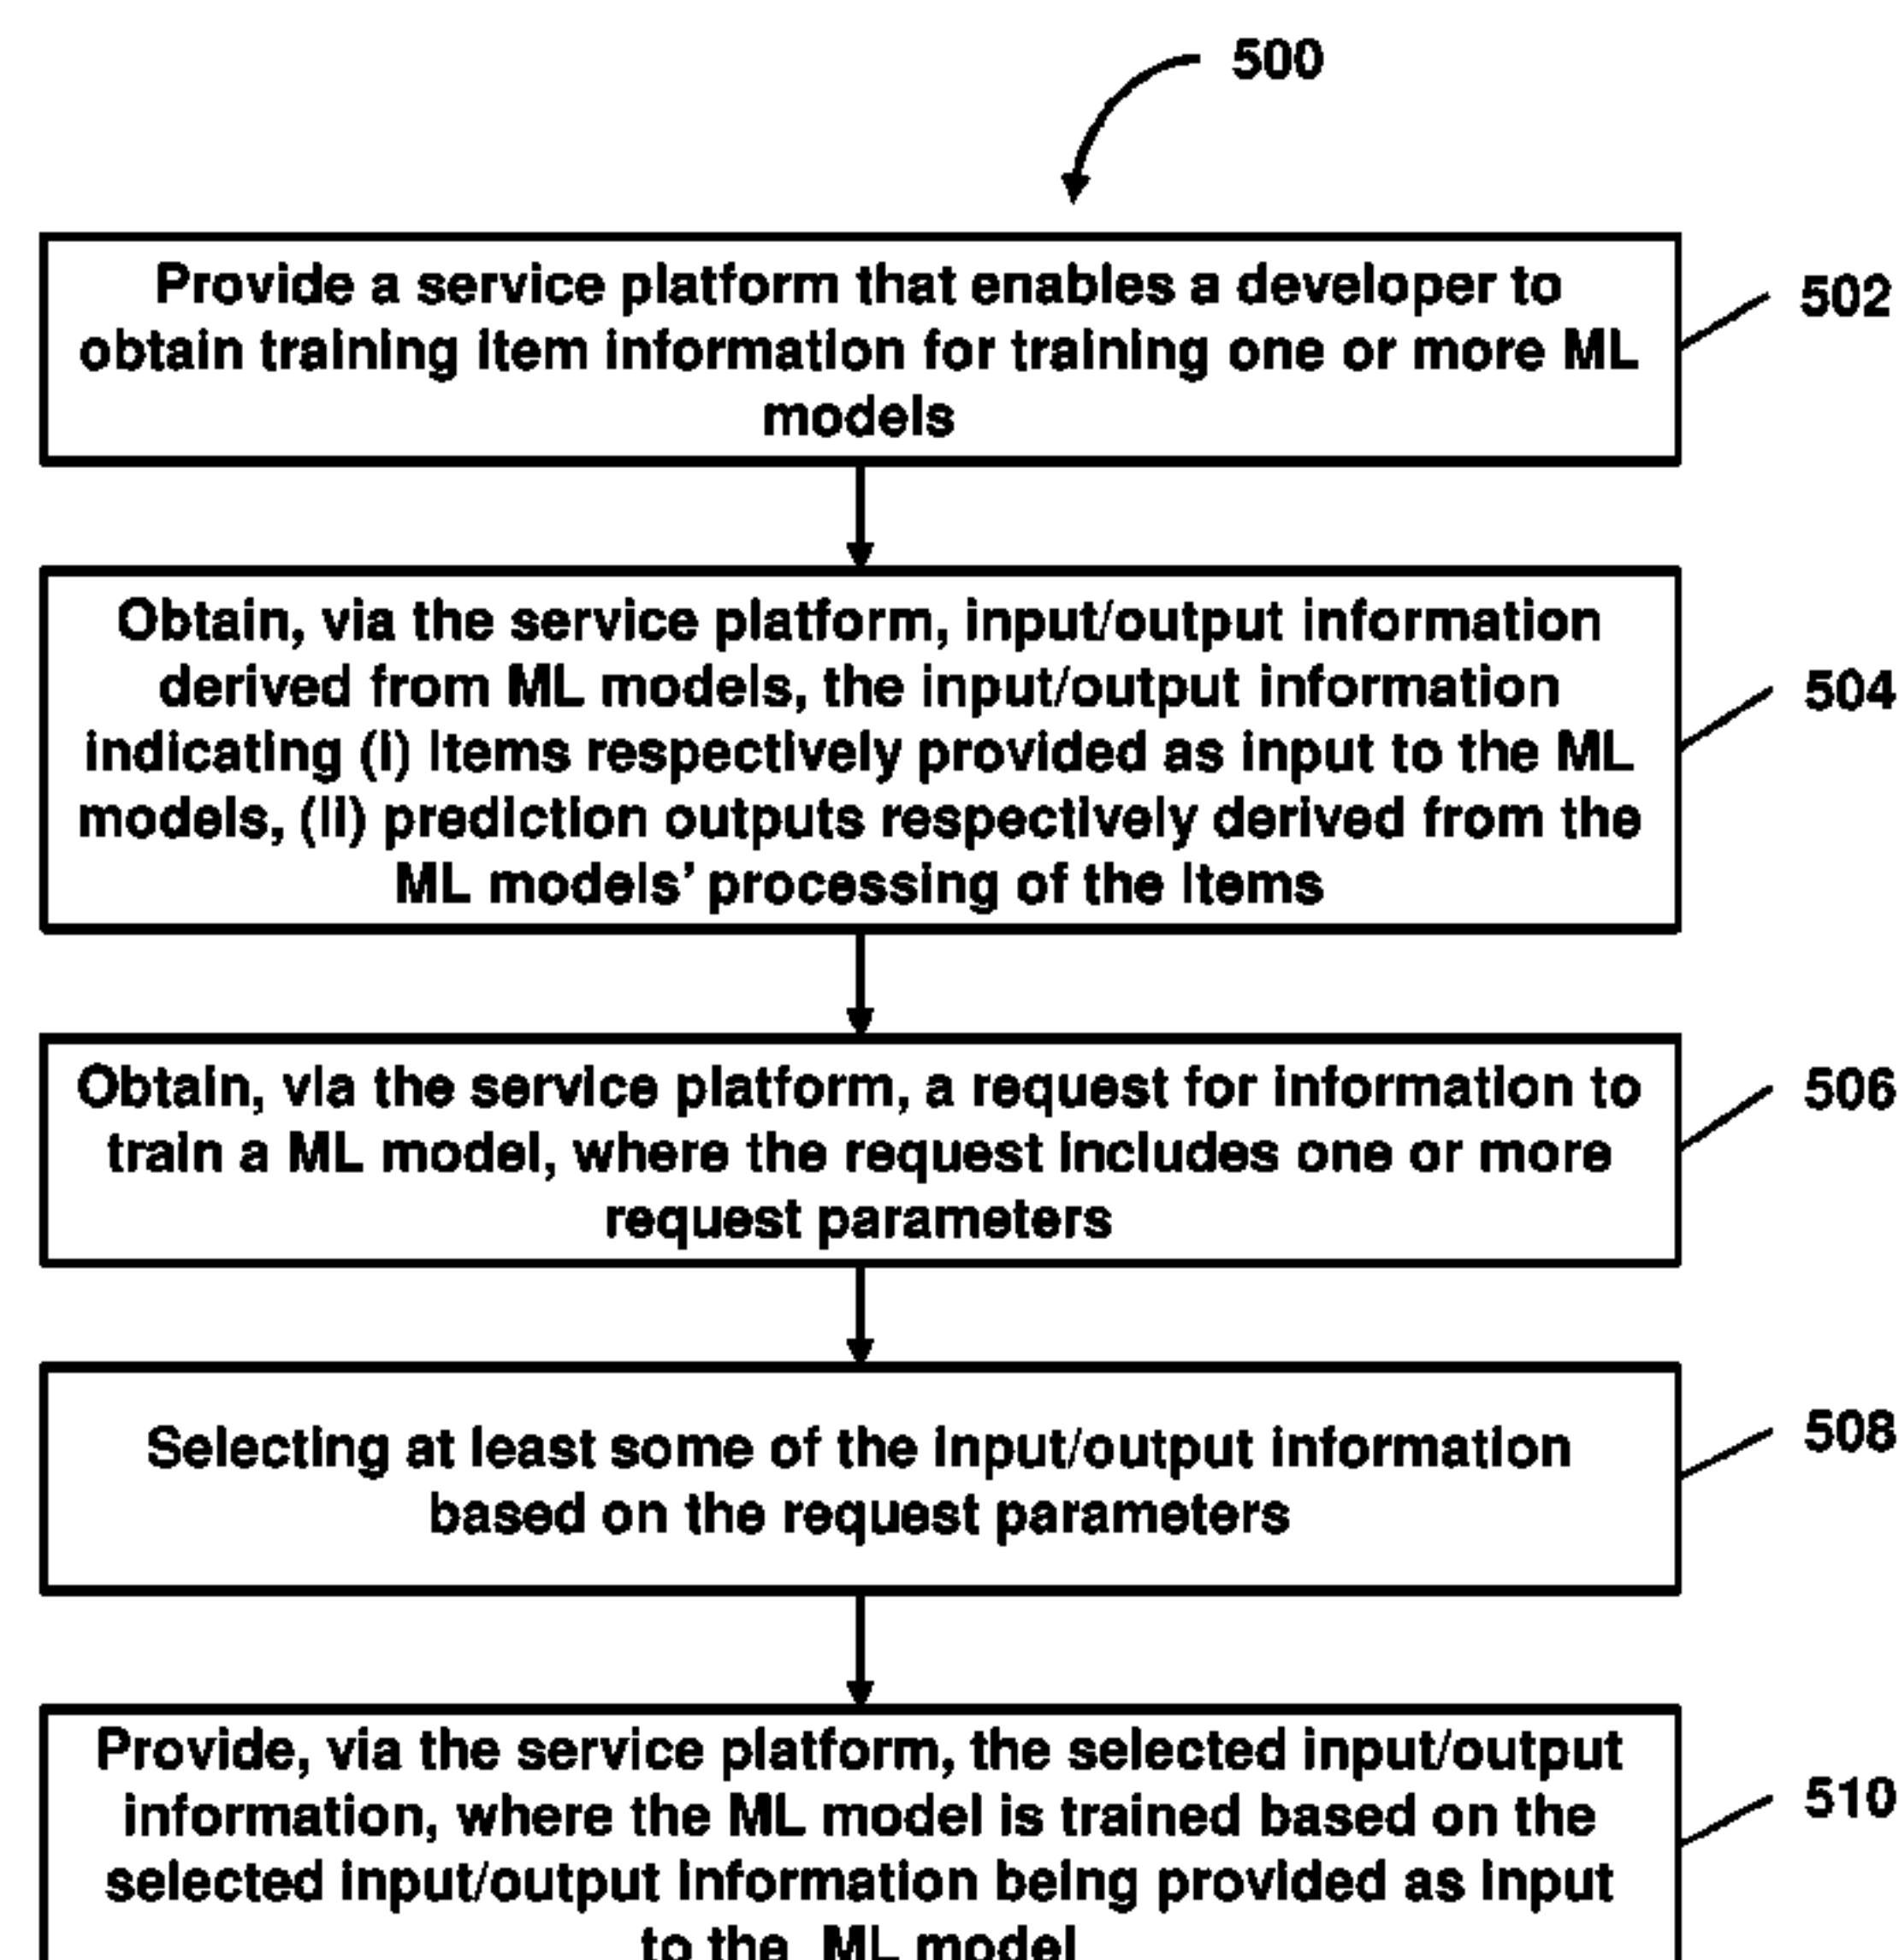 500
Provide a service platform that enables a developer to
obtain training item information for training one or more ML
models
502
Obtain, via the service platform, input/output information
derived from ML models, the input/output information
indicating (i) items respectively provided as input to the ML
models, (ii) prediction outputs respectively derived from the
ML models’ processing of the items
504
Obtain, via the service platform, a request for information to
train a ML model, where the request includes one or more
request parameters
506
Selecting at least some of the input/output information
based on the request parameters
508
Provide, via the service platform, the selected input/output
information, where the ML model is trained based on the
selected input/output information being provided as input
to the ML model
510